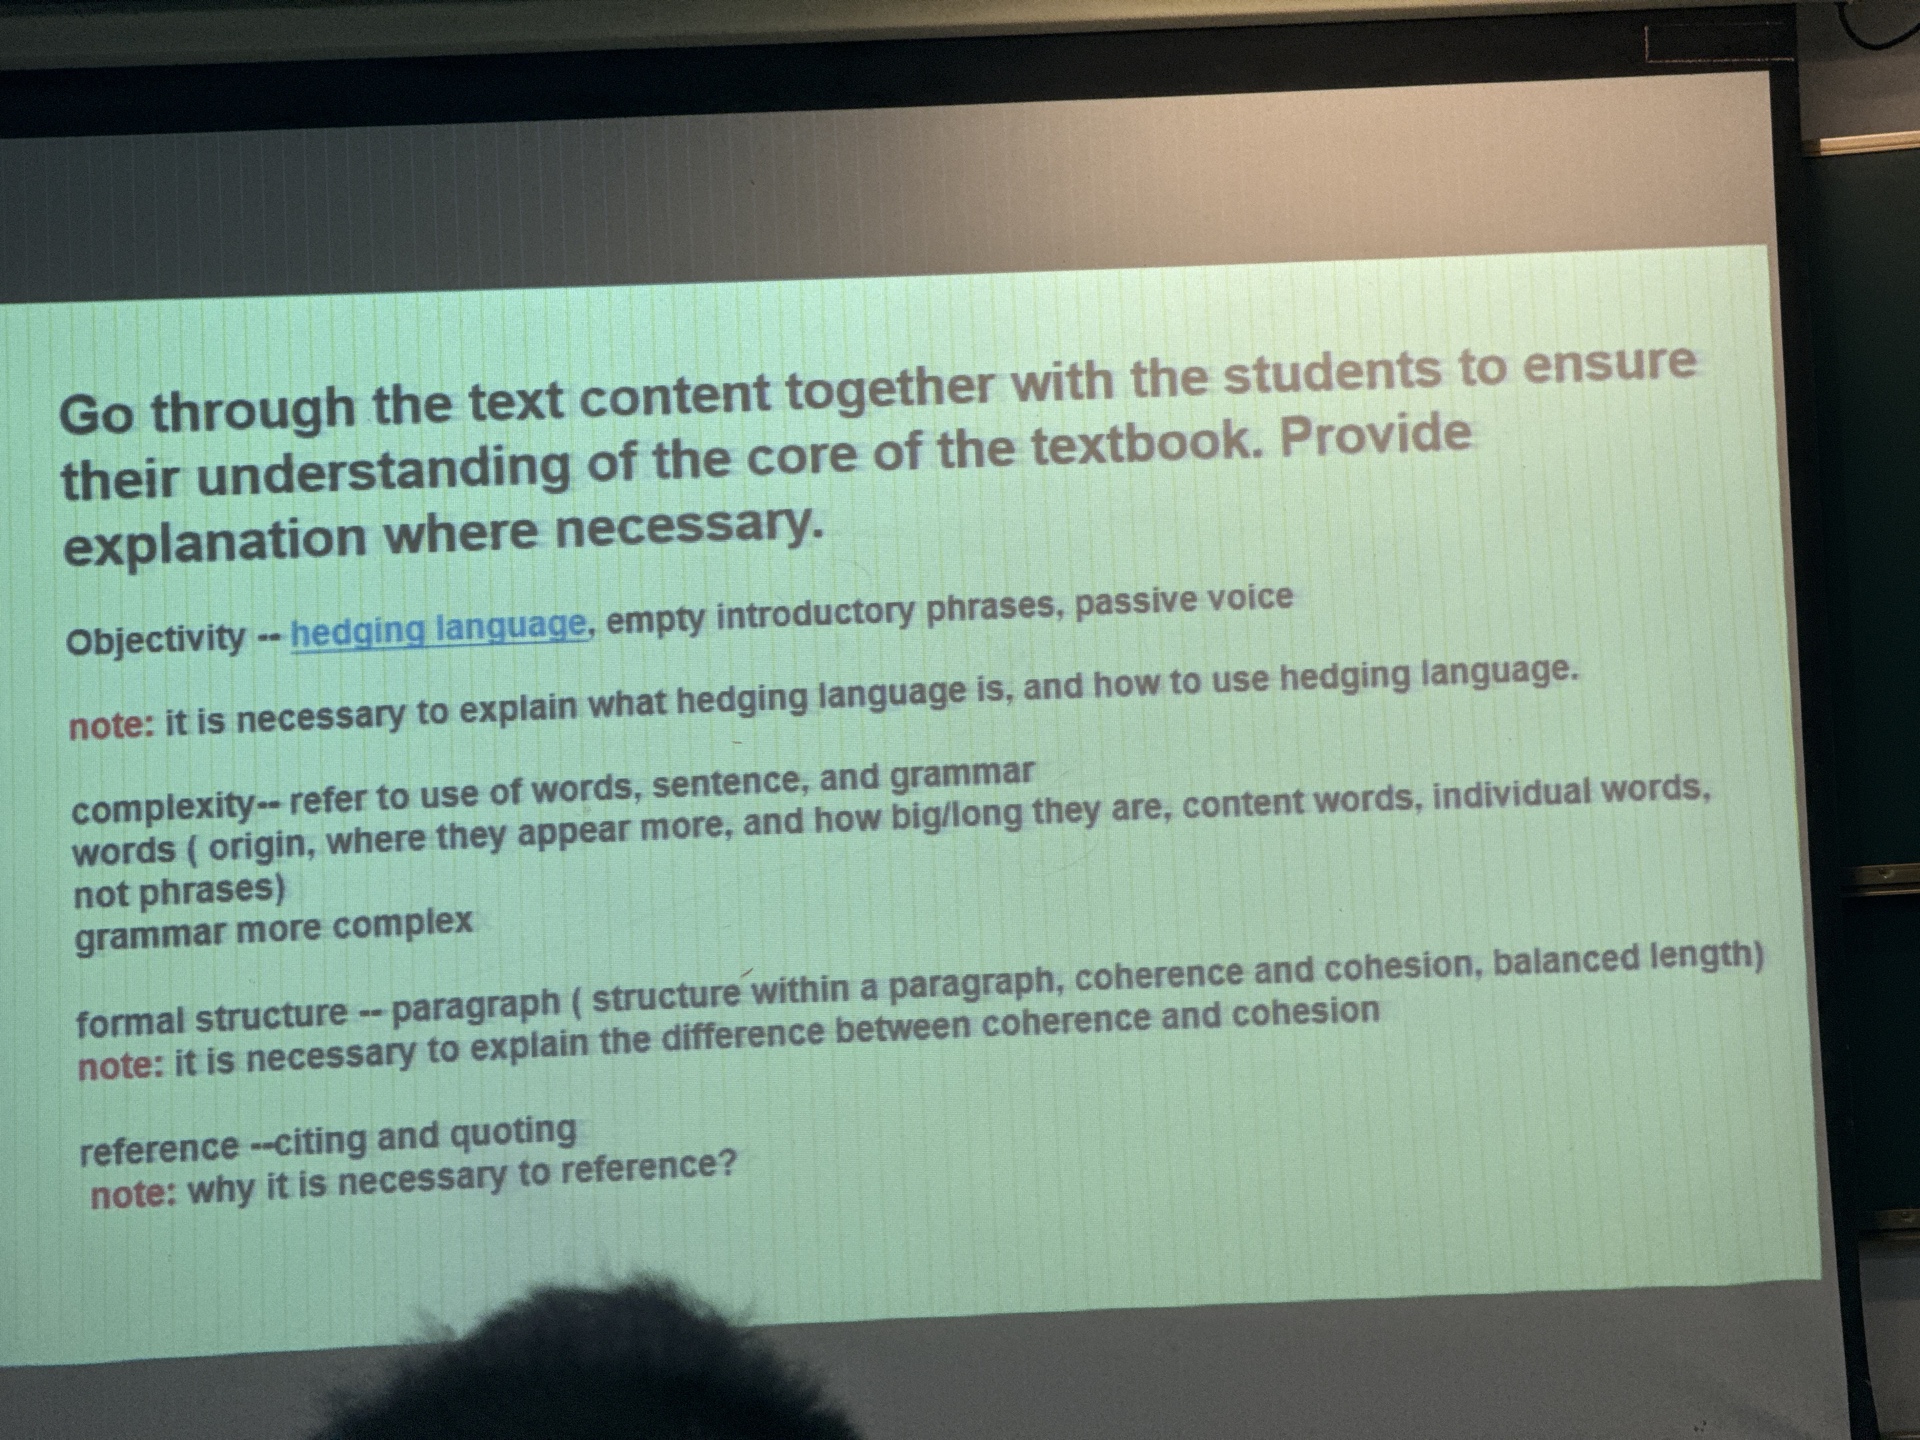 Go through the text content together with the students to ensure
their understanding of the core of the textbook. Provide
explanation where necessary.
Objectivity -- hedging language, empty introductory phrases, passive voice
note: it is necessary to explain what hedging language is, and how to use hedging language.
complexity-- refer to use of words, sentence, and grammar
words ( origin, where they appear more, and how big/long they are, content words, individual words,
not phrases)
grammar more complex
formal structure -- paragraph ( structure within a paragraph, coherence and cohesion, balanced length)
note: it is necessary to explain the difference between coherence and cohesion
reference --citing and quoting
note: why it is necessary to reference?